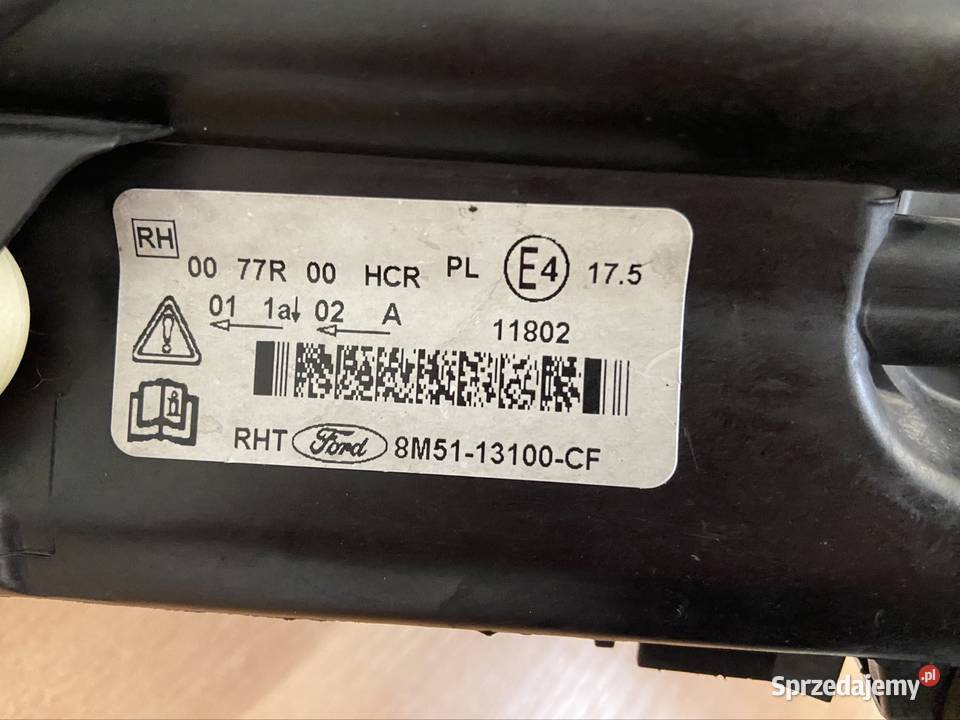 RH
00 77R 00 HCR PL E4 17.5
01 1a↓ 02 A
11802
RHT Ford 8M51-13100-CF
Sprzedajemy.pl